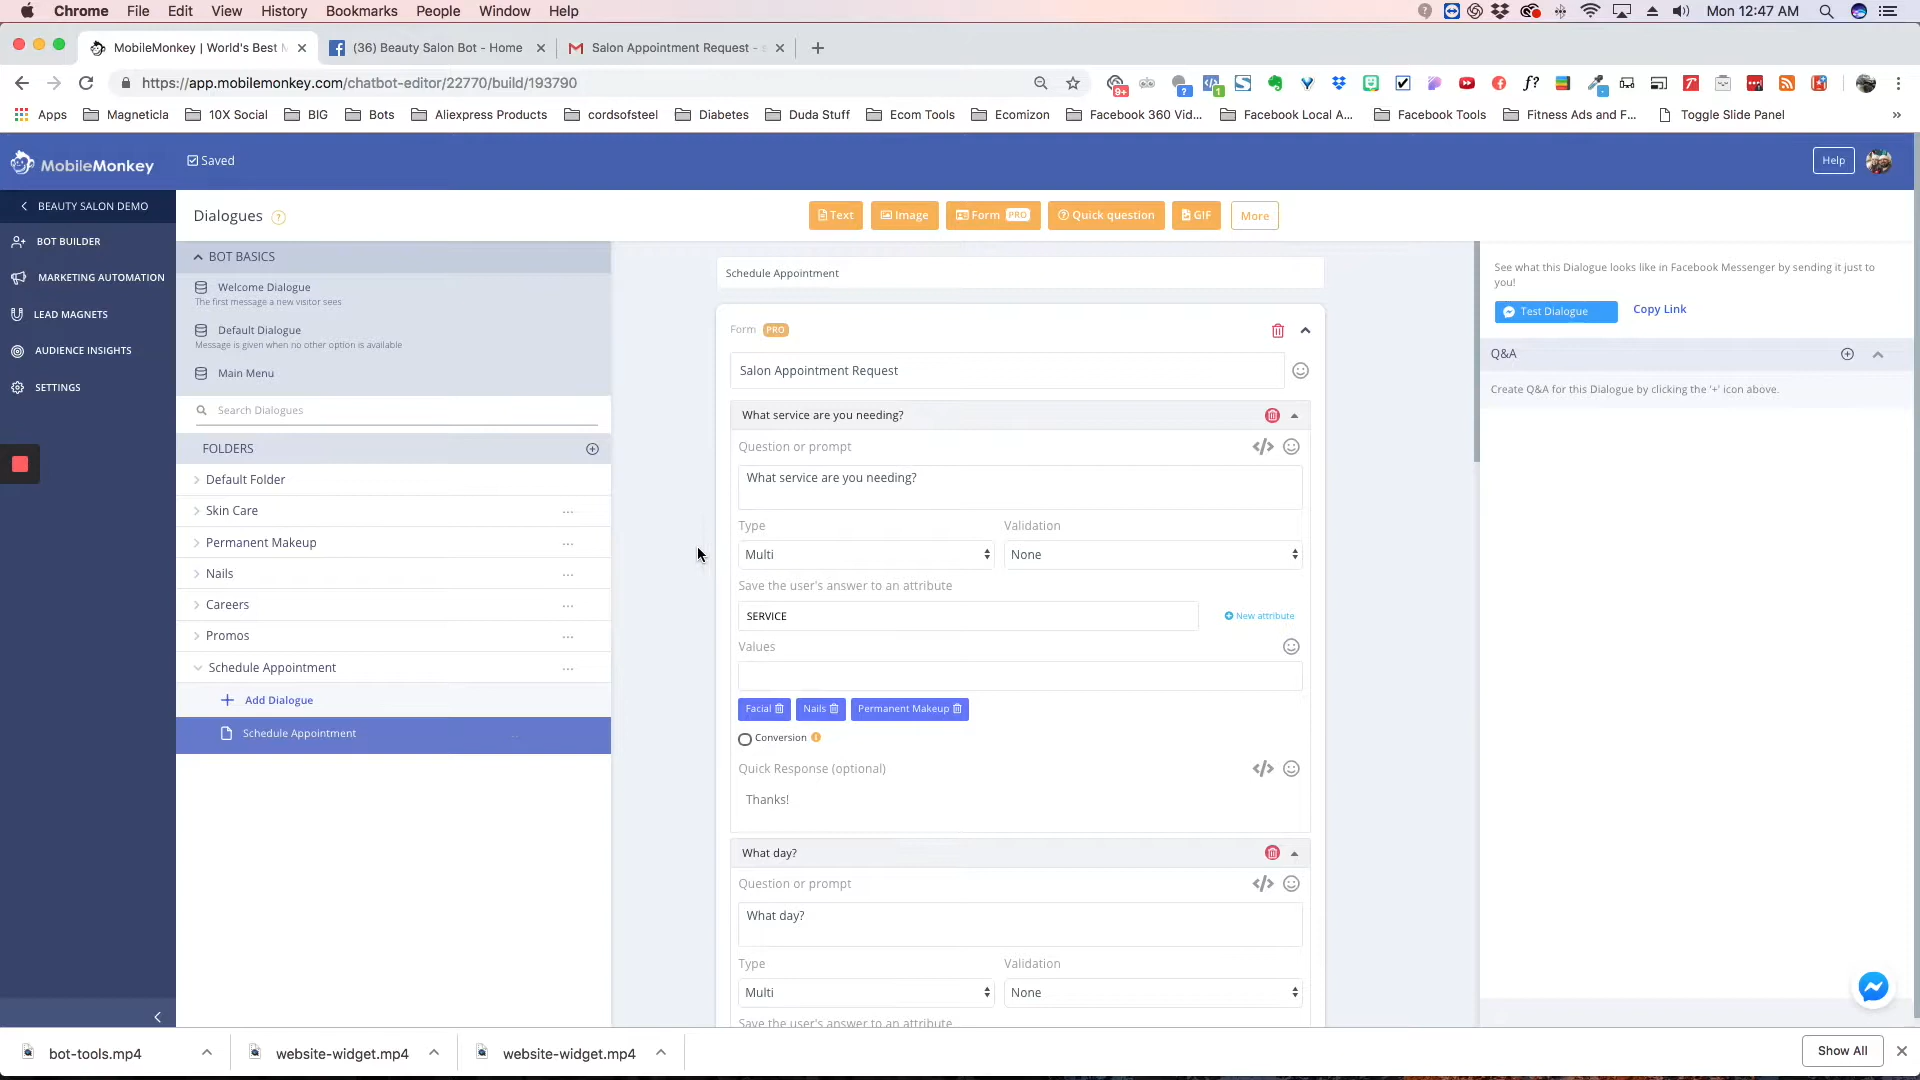 Chrome File Edit View History Bookmarks People Window Help
Mon 12:47 AM
MobileMonkey | World's Best M
(36) Beauty Salon Bot - Home
Salon Appointment Request -
https://app.mobilemonkey.com/chatbot-editor/22770/build/193790
9+
?
1
f?
Apps Magneticla 10X Social BIG Bots Aliexpress Products cordsofsteel Diabetes Duda Stuff Ecom Tools Ecomizon Facebook 360 Vid... Facebook Local A... Facebook Tools Fitness Ads and F... Toggle Slide Panel »
MobileMonkey
Saved
Help
BEAUTY SALON DEMO
BOT BUILDER
MARKETING AUTOMATION
LEAD MAGNETS
AUDIENCE INSIGHTS
SETTINGS
Dialogues ?
Text Image Form PRO Quick question GIF More
BOT BASICS
Welcome Dialogue
The first message a new visitor sees
Default Dialogue
Message is given when no other option is available
Main Menu
Search Dialogues
FOLDERS
Default Folder
Skin Care ...
Permanent Makeup ...
Nails ...
Careers ...
Promos ...
Schedule Appointment ...
Add Dialogue
Schedule Appointment
Schedule Appointment
Form PRO
Salon Appointment Request
What service are you needing?
Question or prompt </>
What service are you needing?
Type Validation
Multi None
Save the user's answer to an attribute
SERVICE New attribute
Values
Facial Nails Permanent Makeup
Conversion
Quick Response (optional) </>
Thanks!
What day?
Question or prompt </>
What day?
Type Validation
Multi None
Save the user's answer to an attribute
See what this Dialogue looks like in Facebook Messenger by sending it just to
you!
Test Dialogue Copy Link
Q&A
Create Q&A for this Dialogue by clicking the '+' icon above.
bot-tools.mp4 website-widget.mp4 website-widget.mp4 Show All